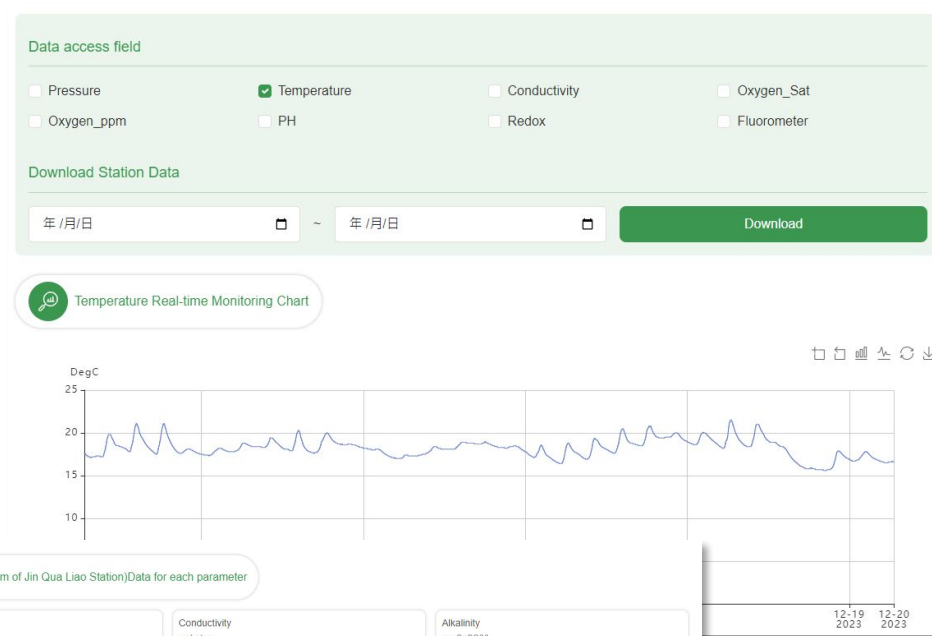 Data access field
Pressure
Temperature
Conductivity
Oxygen_Sat
Oxygen_ppm
PH
Redox
Fluorometer
Download Station Data
年 /月/日
~
年 /月/日
Download
Temperature Real-time Monitoring Chart
DegC
25
20
15
10
m of Jin Qua Liao Station)Data for each parameter
12-19
2023
12-20
2023
Conductivity
Alkalinity